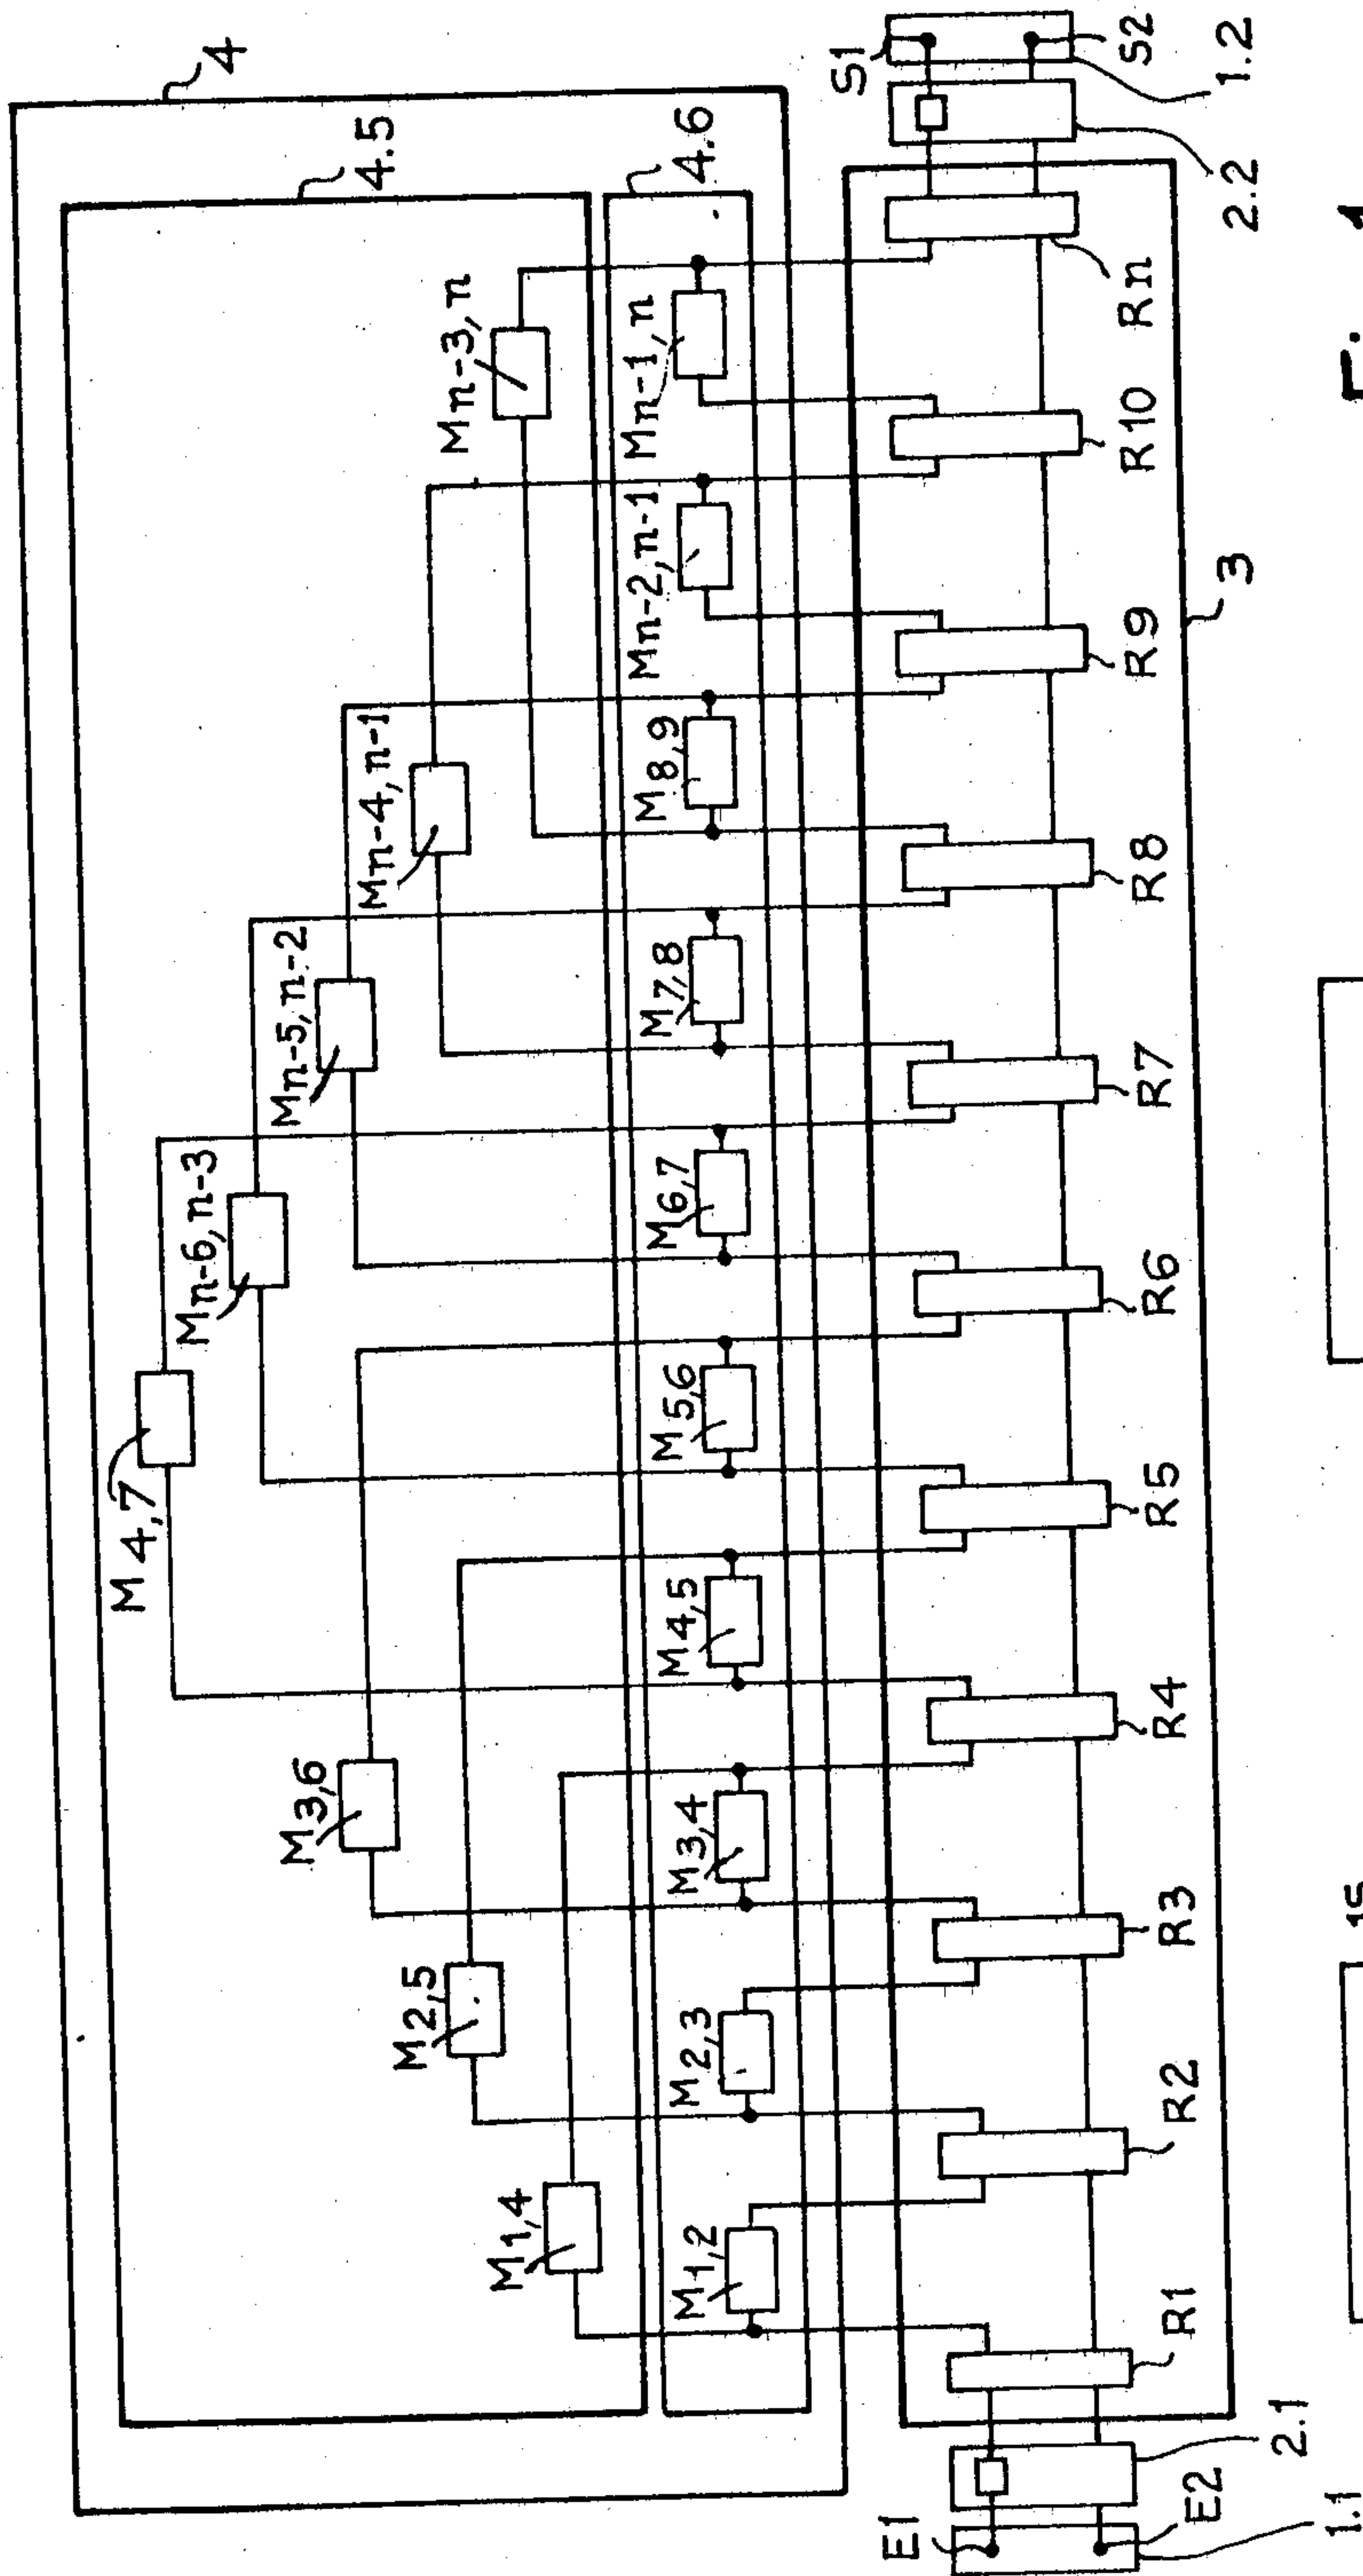 4
4.5
4.6
M4,7
Mn-6,n-3
Mn-5,n-2
M3,6
Mn-4,n-1
M2,5
Mn-3,n
M1,4
M1,2
M2,3
M3,4
M4,5
M5,6
M6,7
M7,8
M8,9
Mn-2,n-1
Mn-1,n
E1
E2
1.1
2.1
R1
R2
R3
R4
R5
R6
R7
R8
R9
R10
Rn
3
S1
S2
2.2
1.2